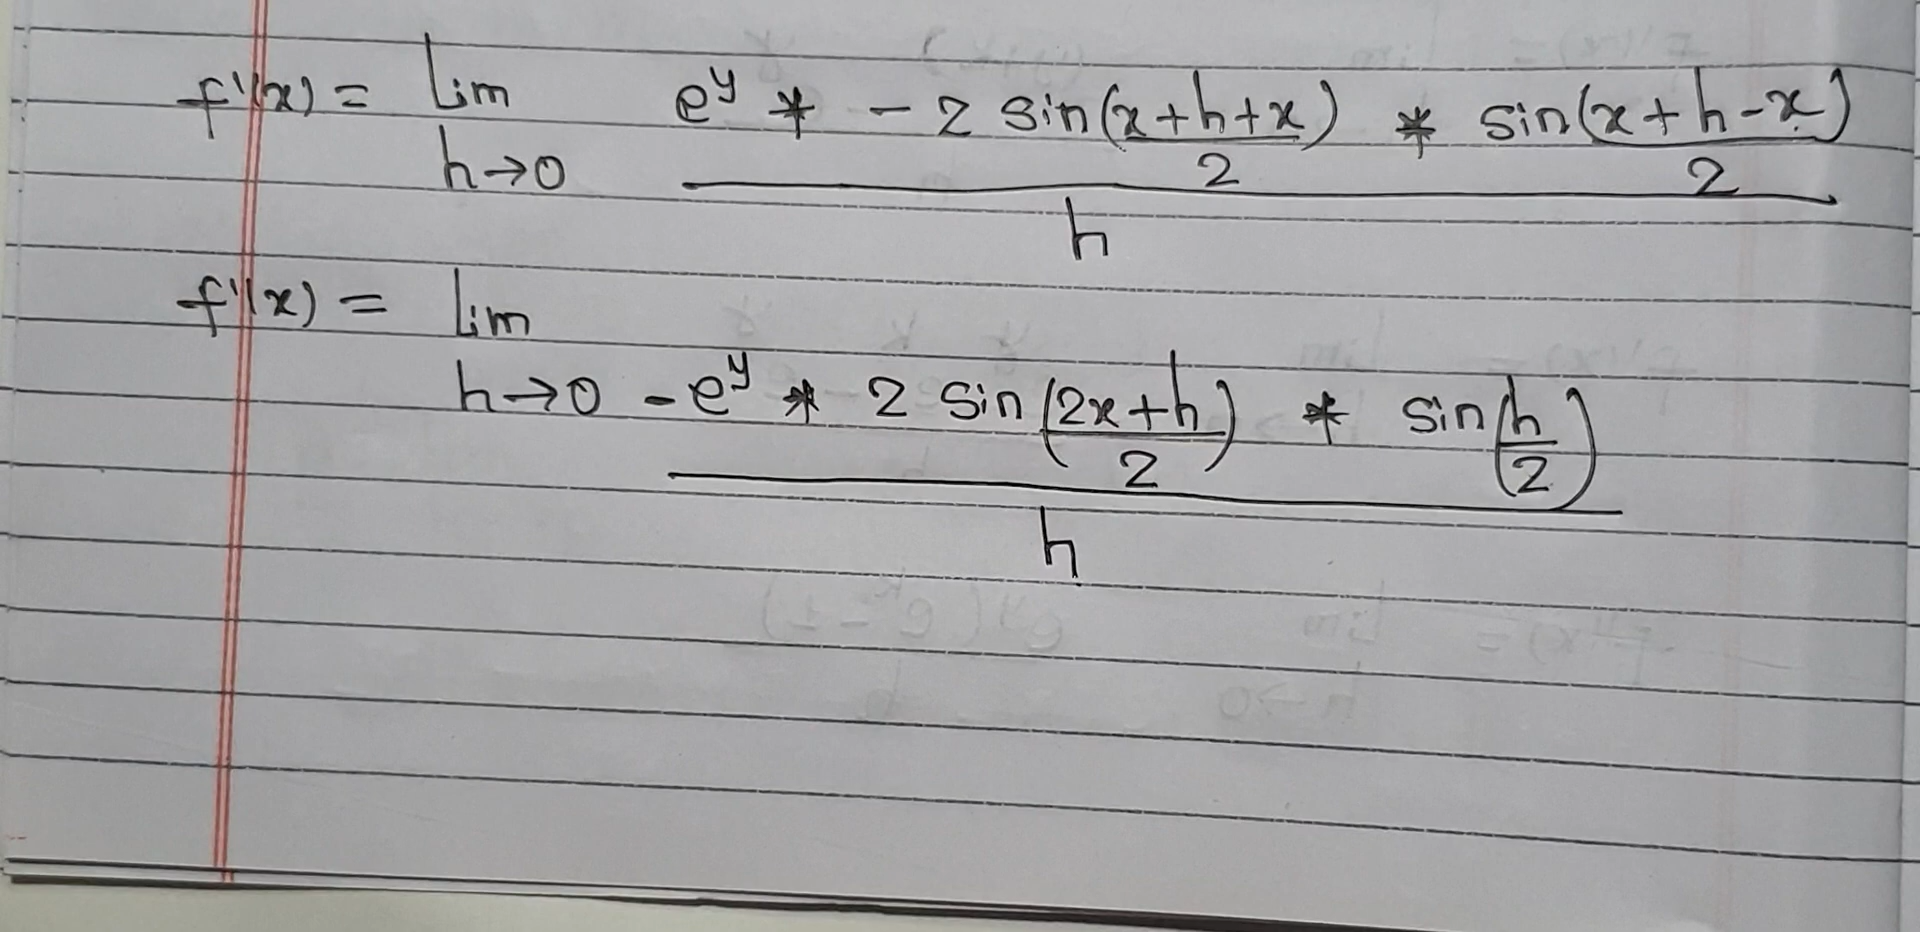 f'(x) = lim e^y * - 2 sin(x+h+x) * sin(x+h-x)
h→0 2 2
h
f'(x) = lim
h→0 -e^y * 2 sin(2x+h) * sin(h)
2 2
h